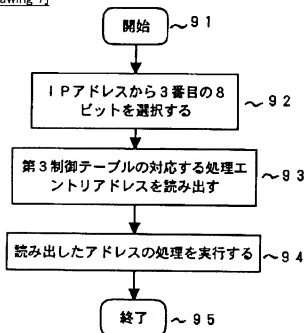 awing 7]
開始
~91
IPアドレスから3番目の8
ビットを選択する
~92
第3制御テーブルの対応する処理エ
ントリアドレスを読み出す
~93
読み出したアドレスの処理を実行する
~94
終了
~95